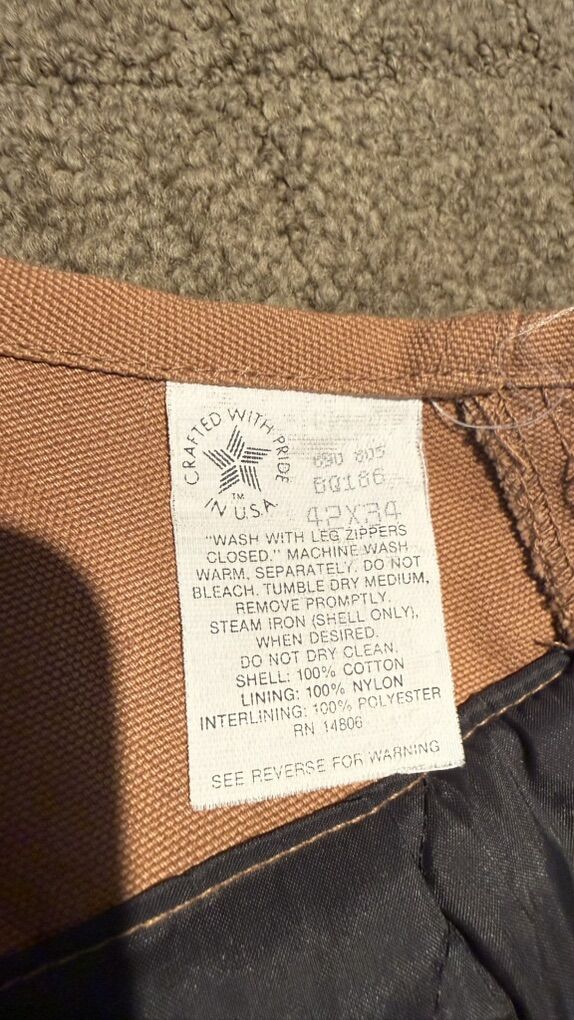 CRAFTED WITH PRIDE
TM
IN U.S.A.
BQ186
42X34
"WASH WITH LEG ZIPPERS
CLOSED." MACHINE WASH
WARM, SEPARATELY. DO NOT
BLEACH. TUMBLE DRY MEDIUM,
REMOVE PROMPTLY.
STEAM IRON (SHELL ONLY),
WHEN DESIRED.
DO NOT DRY CLEAN.
SHELL: 100% COTTON
LINING: 100% NYLON
INTERLINING: 100% POLYESTER
RN 14806
SEE REVERSE FOR WARNING